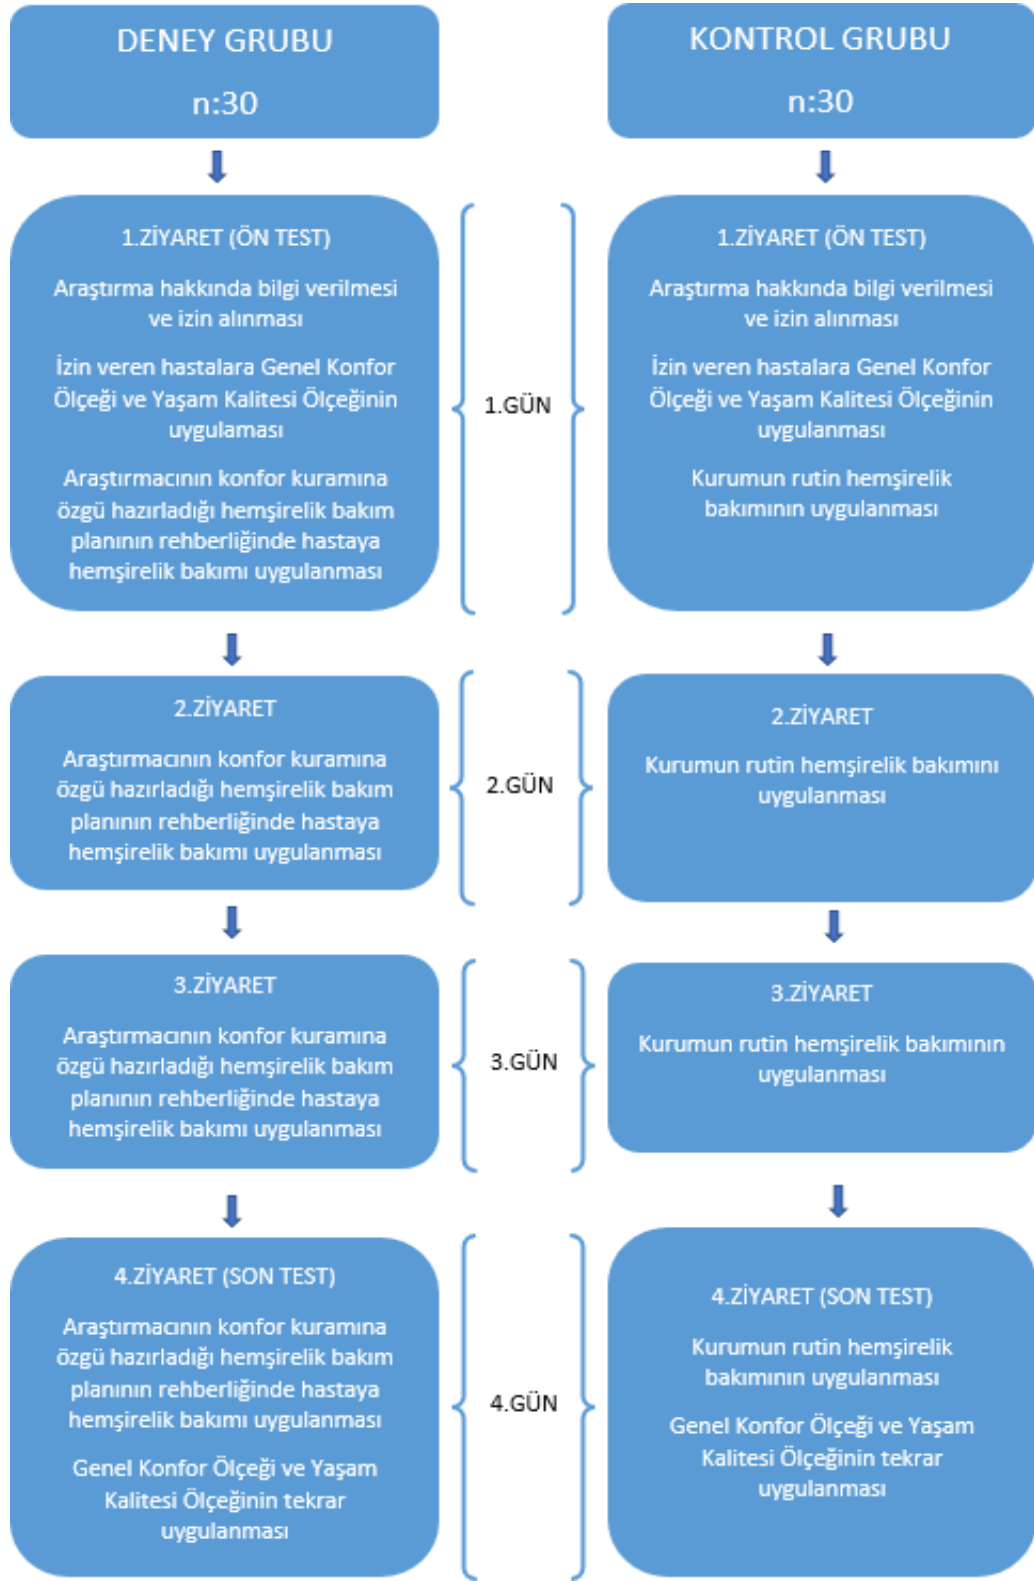 DENEY GRUBU
n:30
KONTROL GRUBU
n:30
1.ZİYARET (ÖN TEST)
Araştırma hakkında bilgi verilmesi
ve izin alınması
İzin veren hastalara Genel Konfor
Ölçeği ve Yaşam Kalitesi Ölçeğinin
uygulaması
Araştırmacının konfor kuramına
özgü hazırladığı hemşirelik bakım
planının rehberliğinde hastaya
hemşirelik bakımı uygulanması
1.GÜN
1.ZİYARET (ÖN TEST)
Araştırma hakkında bilgi verilmesi
ve izin alınması
İzin veren hastalara Genel Konfor
Ölçeği ve Yaşam Kalitesi Ölçeğinin
uygulanması
Kurumun rutin hemşirelik
bakımının uygulanması
2.ZİYARET
Araştırmacının konfor kuramına
özgü hazırladığı hemşirelik bakım
planının rehberliğinde hastaya
hemşirelik bakımı uygulanması
2.GÜN
2.ZİYARET
Kurumun rutin hemşirelik bakımını
uygulanması
3.ZİYARET
Araştırmacının konfor kuramına
özgü hazırladığı hemşirelik bakım
planının rehberliğinde hastaya
hemşirelik bakımı uygulanması
3.GÜN
3.ZİYARET
Kurumun rutin hemşirelik bakımının
uygulanması
4.ZİYARET (SON TEST)
Araştırmacının konfor kuramına
özgü hazırladığı hemşirelik bakım
planının rehberliğinde hastaya
hemşirelik bakımı uygulanması
Genel Konfor Ölçeği ve Yaşam
Kalitesi Ölçeğinin tekrar
uygulanması
4.GÜN
4.ZİYARET (SON TEST)
Kurumun rutin hemşirelik
bakımının uygulanması
Genel Konfor Ölçeği ve Yaşam
Kalitesi Ölçeğinin tekrar
uygulanması